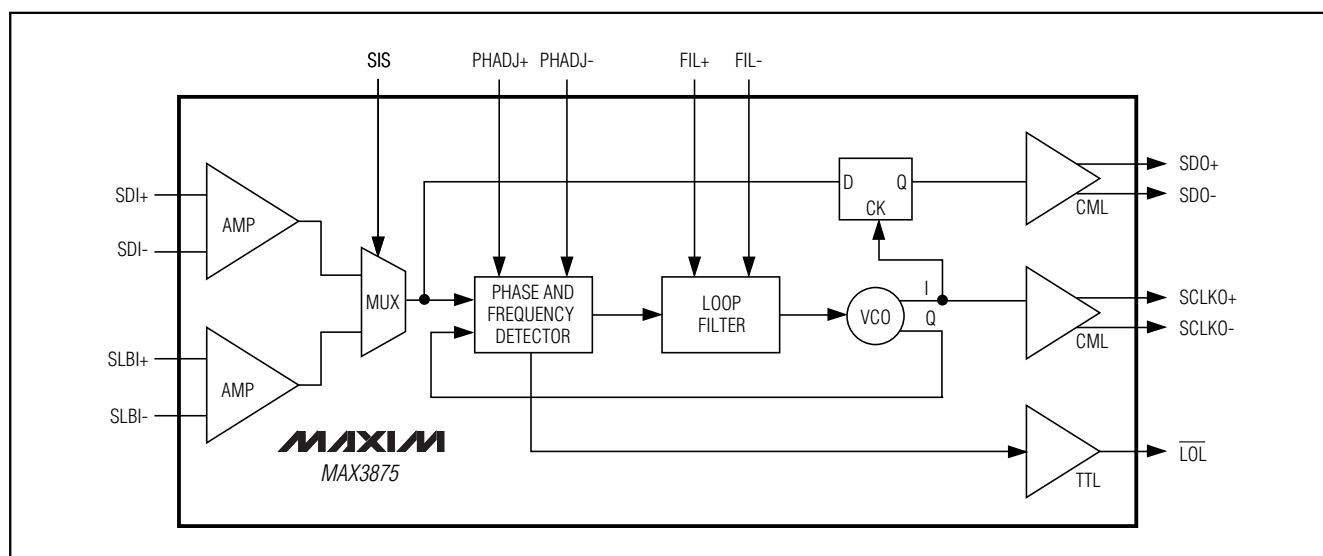 SIS
PHADJ+ PHADJ-
FIL+ FIL-
SDI+
SDI-
AMP
MUX
PHASE AND
FREQUENCY
DETECTOR
LOOP
FILTER
VCO
I
Q
D Q
CK
CML
SDO+
SDO-
CML
SCLKO+
SCLKO-
SLBI+
SLBI-
AMP
MAXIM
MAX3875
TTL
LOL